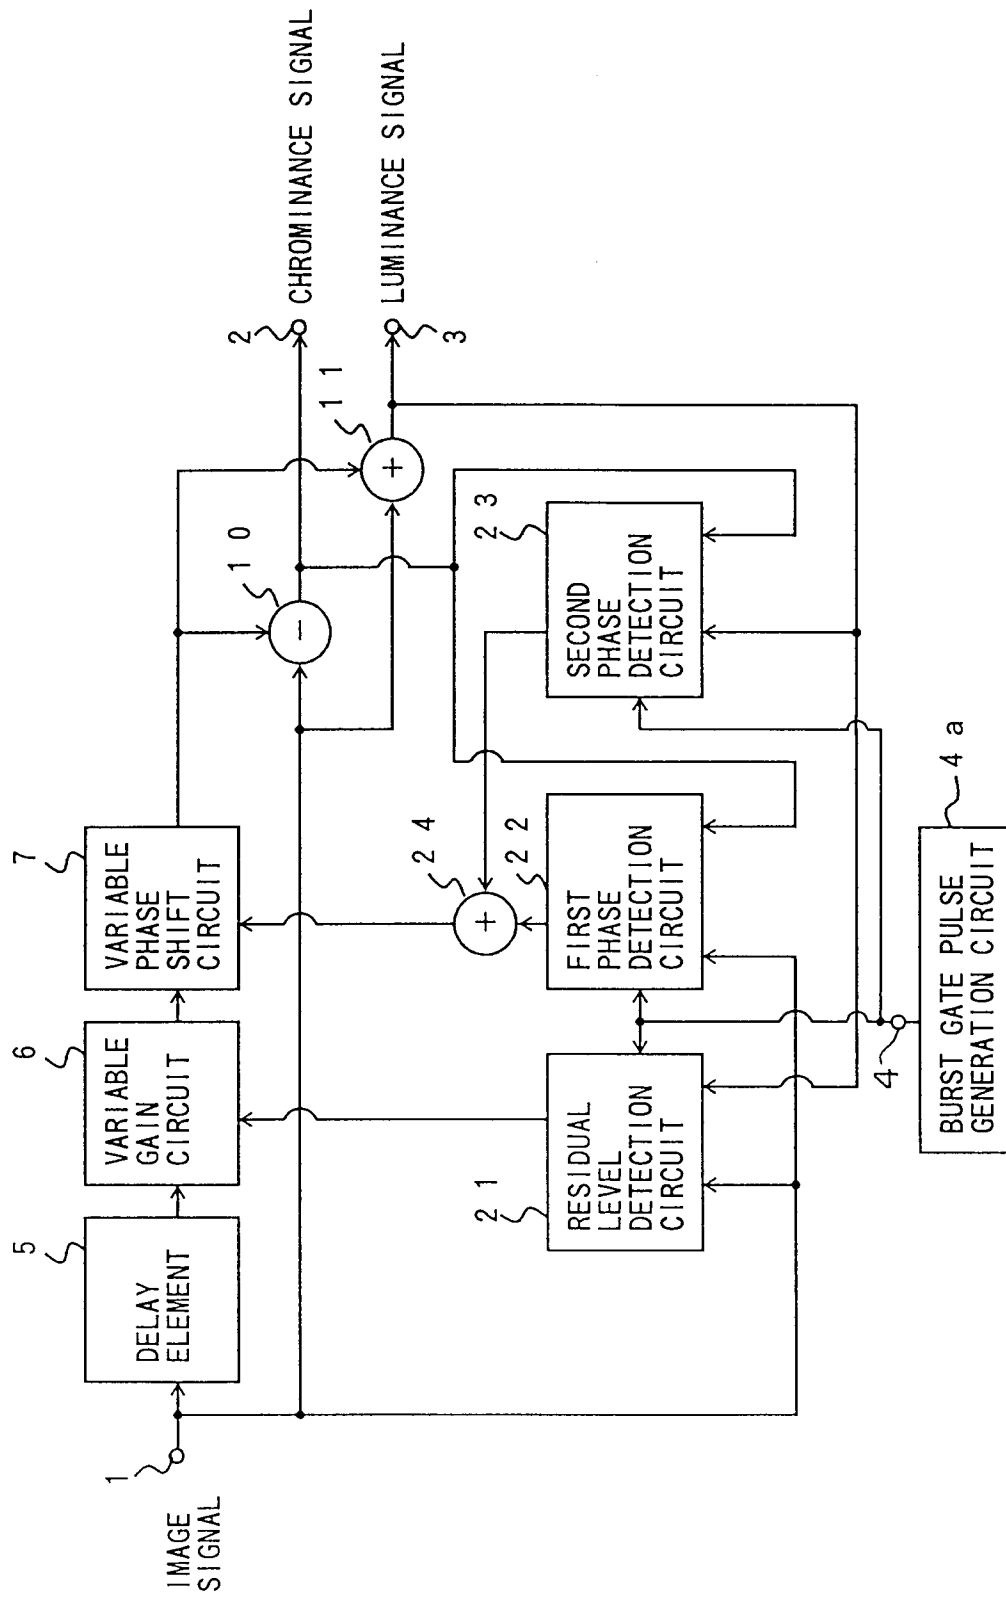 IMAGE
SIGNAL
1
5
DELAY
ELEMENT
6
VARIABLE
GAIN
CIRCUIT
7
VARIABLE
PHASE
SHIFT
CIRCUIT
10
11
2
CHROMINANCE SIGNAL
3
LUMINANCE SIGNAL
−
+
21
RESIDUAL
LEVEL
DETECTION
CIRCUIT
22
FIRST
PHASE
DETECTION
CIRCUIT
24
+
23
SECOND
PHASE
DETECTION
CIRCUIT
4
4a
BURST GATE PULSE
GENERATION CIRCUIT